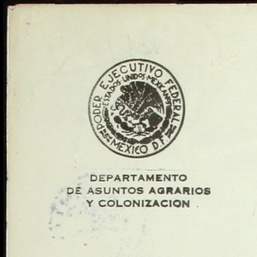 PODER EJECUTIVO FEDERAL
ESTADOS UNIDOS MEXICANOS
MEXICO D.F.
DEPARTAMENTO
DE ASUNTOS AGRARIOS
Y COLONIZACION